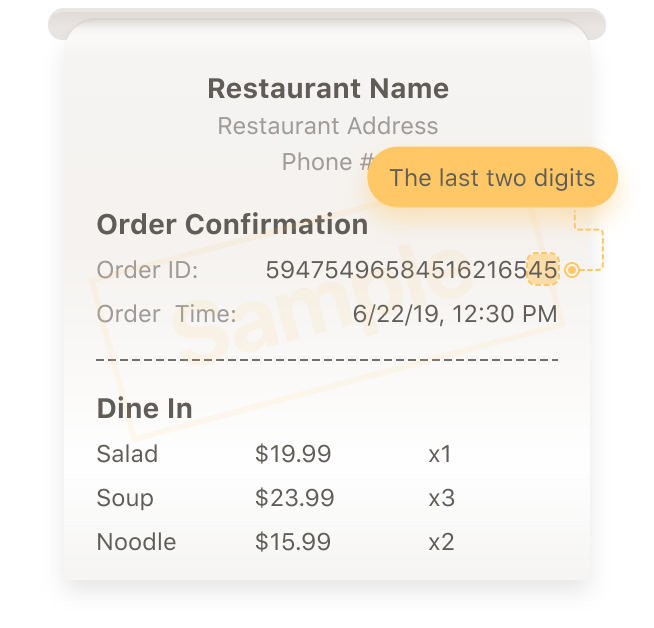 Restaurant Name
Restaurant Address
Phone #
The last two digits
Order Confirmation
Order ID: 59475496584516216545
Order Time: 6/22/19, 12:30 PM
Sample
Dine In
Salad $19.99 x1
Soup $23.99 x3
Noodle $15.99 x2